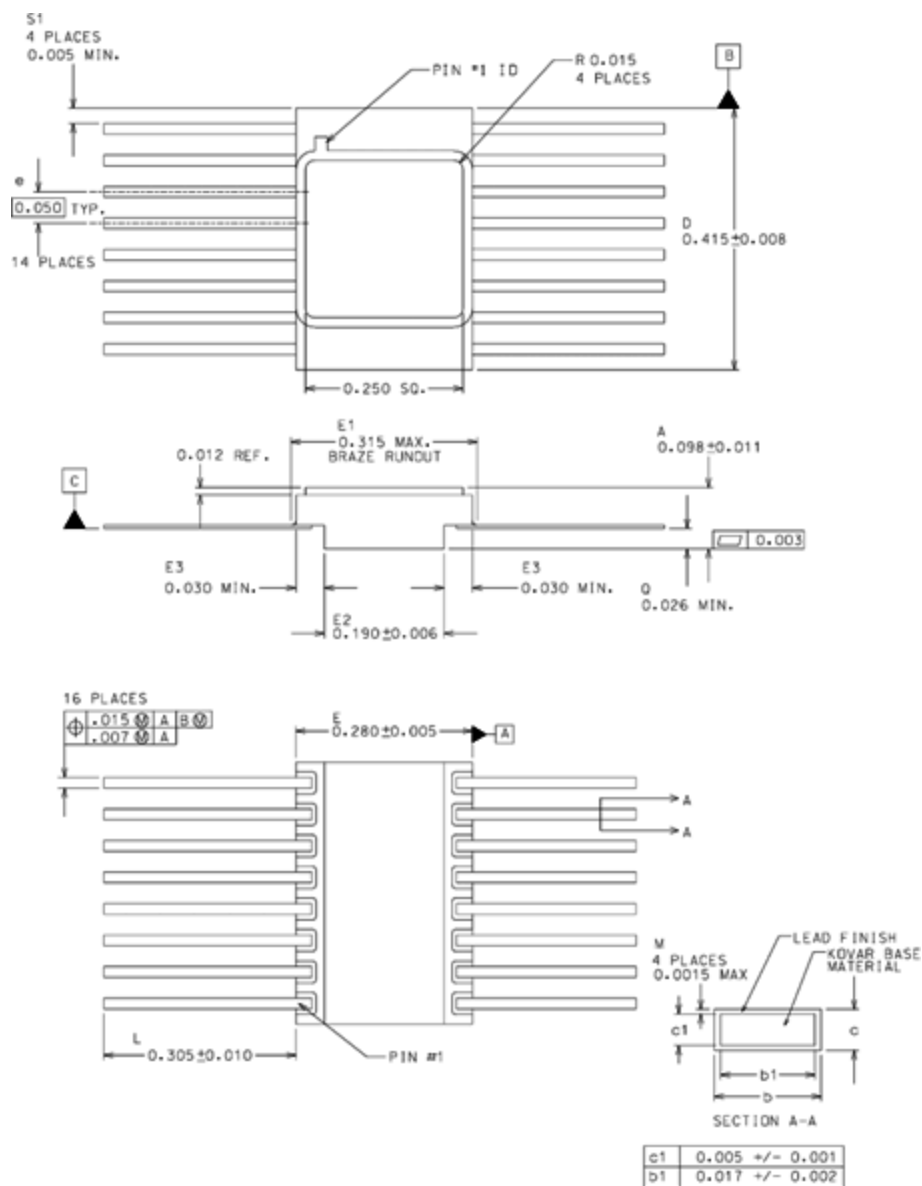 S1
4 PLACES
0.005 MIN.
PIN #1 ID
R 0.015
4 PLACES
B
e
0.050 TYP.
14 PLACES
D
0.415±0.008
0.250 SQ.
E1
0.315 MAX.
BRAZE RUNOUT
0.012 REF.
A
0.098±0.011
C
0.003
E3
0.030 MIN.
E3
0.030 MIN.
Q
0.026 MIN.
E2
0.190±0.006
16 PLACES
⌖ .015 Ⓜ A B Ⓜ
.007 Ⓜ A
E
0.280±0.005
A
A
A
L
0.305±0.010
PIN #1
M
4 PLACES
0.0015 MAX
LEAD FINISH
KOVAR BASE
MATERIAL
c1
c
b1
b
SECTION A-A
c1 0.005 +/- 0.001
b1 0.017 +/- 0.002